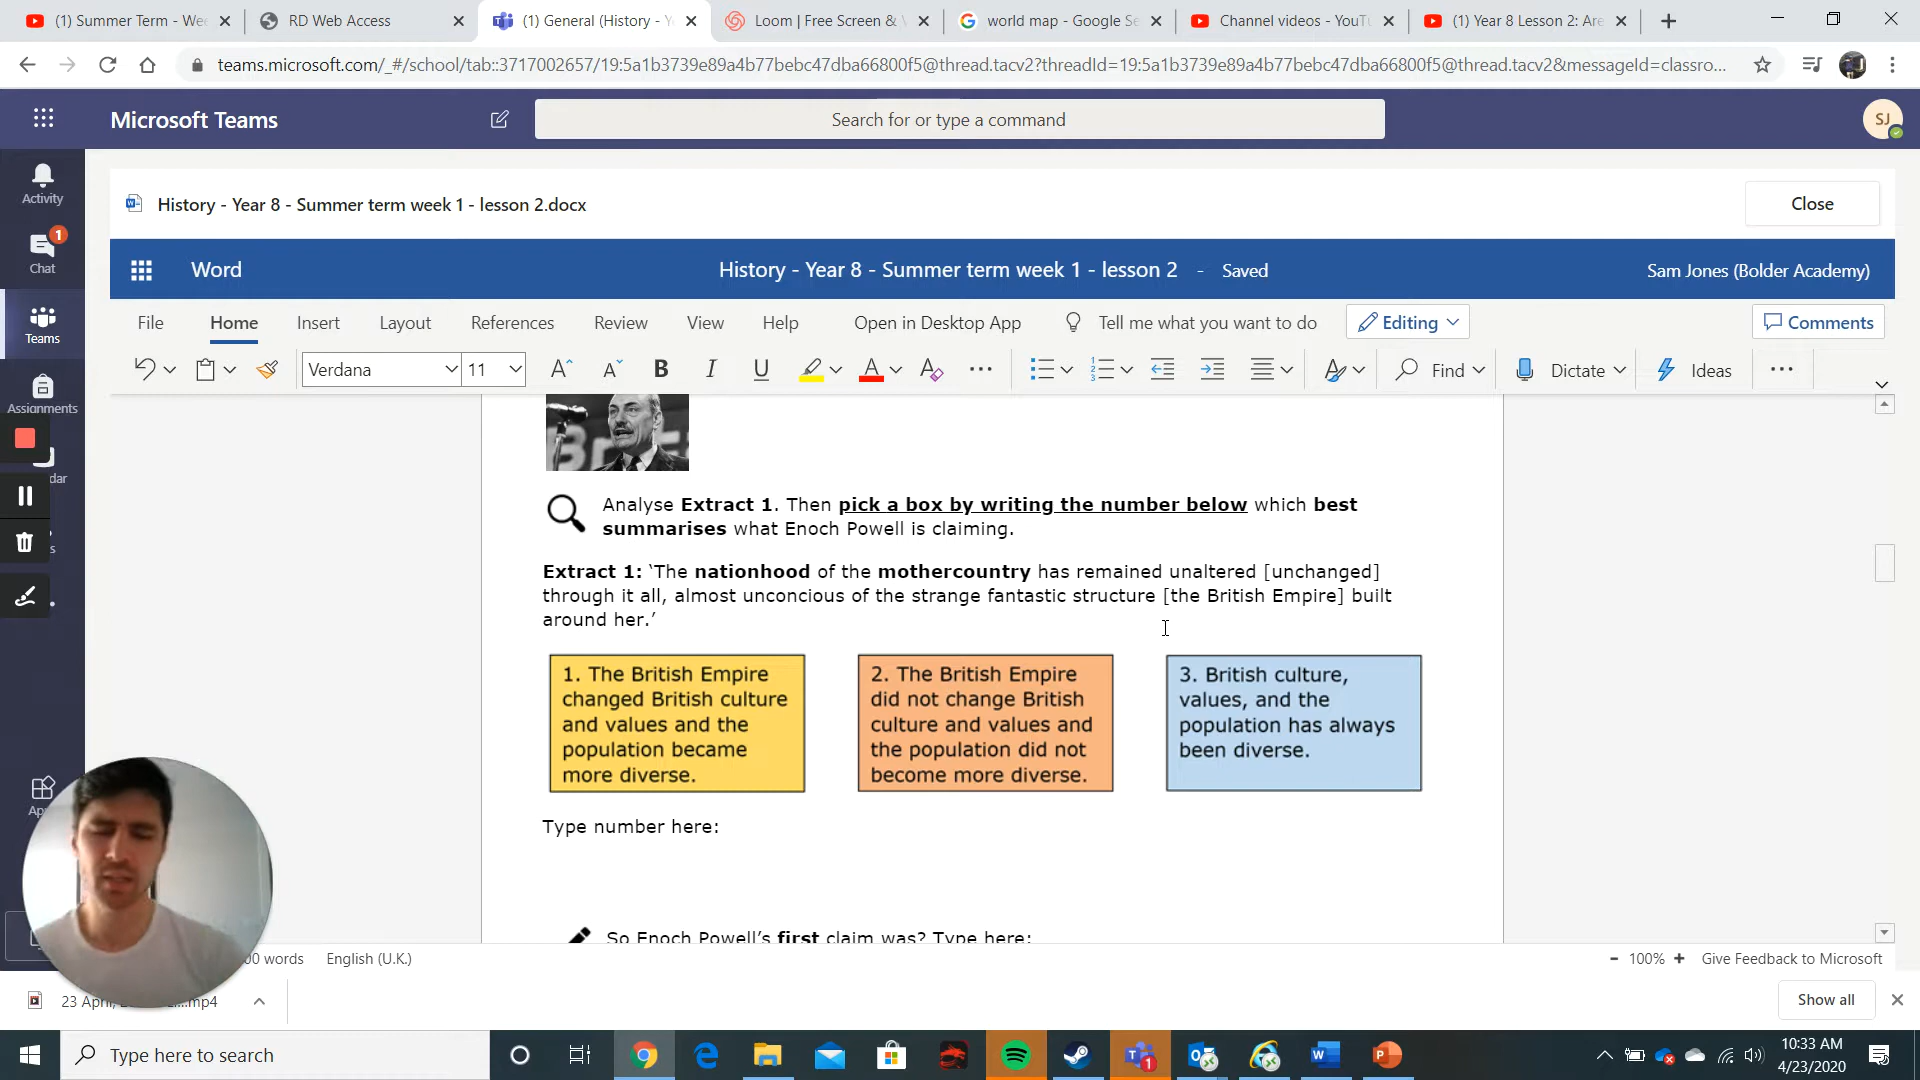 (1) Summer Term - Wee
RD Web Access
(1) General (History - Y
Loom | Free Screen &
world map - Google Se
Channel videos - YouTu
(1) Year 8 Lesson 2: Are
teams.microsoft.com/_#/school/tab::3717002657/19:5a1b3739e89a4b77bebc47dba66800f5@thread.tacv2?threadId=19:5a1b3739e89a4b77bebc47dba66800f5@thread.tacv2&messageId=classro...
Microsoft Teams
Search for or type a command
SJ
Activity
Chat
1
Teams
Assignments
History - Year 8 - Summer term week 1 - lesson 2.docx
Close
Word
History - Year 8 - Summer term week 1 - lesson 2 - Saved
Sam Jones (Bolder Academy)
File Home Insert Layout References Review View Help Open in Desktop App Tell me what you want to do Editing Comments
Verdana 11 Find Dictate Ideas
Analyse Extract 1. Then pick a box by writing the number below which best
summarises what Enoch Powell is claiming.
Extract 1: ‘The nationhood of the mothercountry has remained unaltered [unchanged]
through it all, almost unconcious of the strange fantastic structure [the British Empire] built
around her.’
1. The British Empire
changed British culture
and values and the
population became
more diverse.
2. The British Empire
did not change British
culture and values and
the population did not
become more diverse.
3. British culture,
values, and the
population has always
been diverse.
Type number here:
So Enoch Powell’s first claim was? Type here:
words English (U.K.)
- 100% + Give Feedback to Microsoft
23 April, .mp4
Show all
Type here to search
10:33 AM
4/23/2020